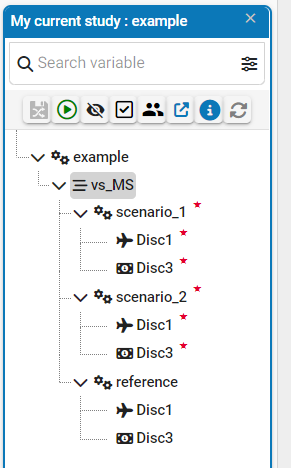 My current study : example
Search variable
example
vs_MS
scenario_1
Disc1
Disc3
scenario_2
Disc1
Disc3
reference
Disc1
Disc3